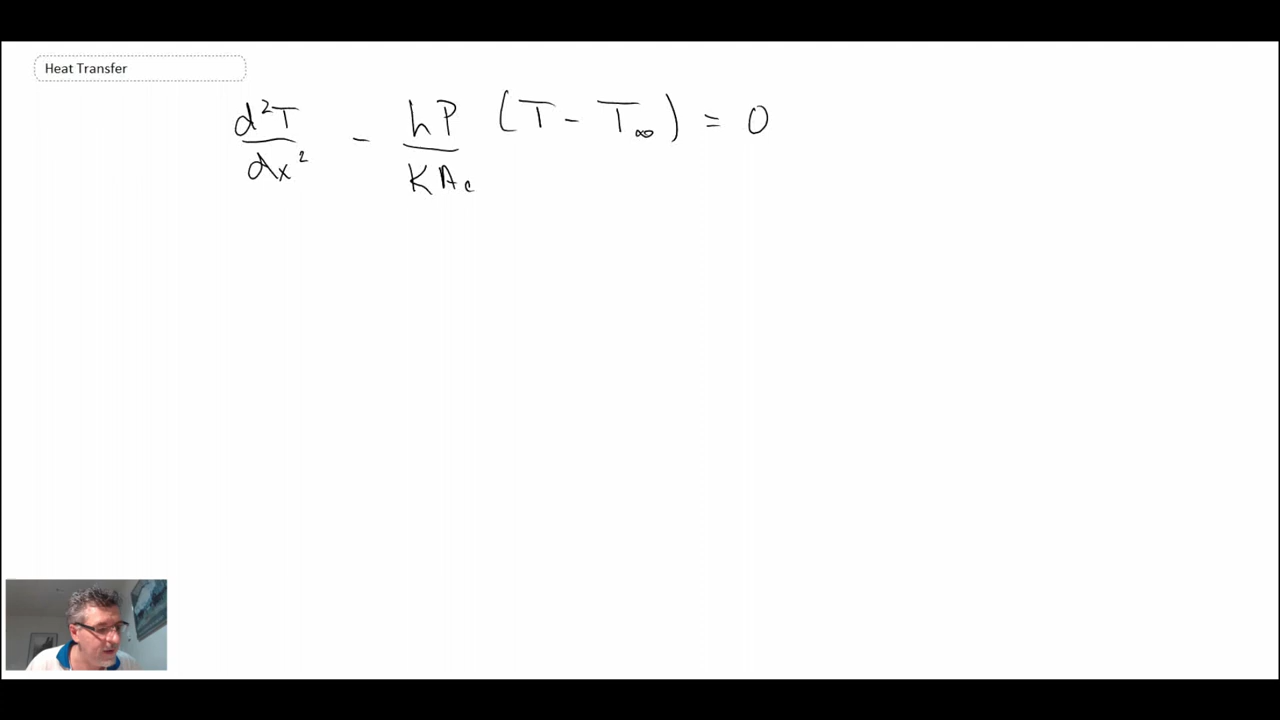 Heat Transfer
d²T/dx² - hP/KAc (T - T∞) = 0